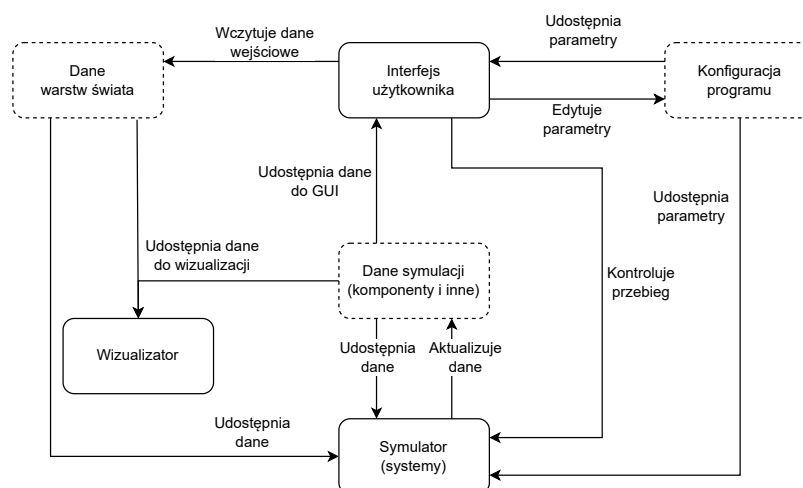 Wczytuje dane
wejściowe
Udostępnia
parametry
Dane
warstw świata
Interfejs
użytkownika
Konfiguracja
programu
Edytuje
parametry
Udostępnia dane
do GUI
Udostępnia
parametry
Udostępnia dane
do wizualizacji
Dane symulacji
(komponenty i inne)
Kontroluje
przebieg
Wizualizator
Udostępnia
dane
Aktualizuje
dane
Udostępnia
dane
Symulator
(systemy)